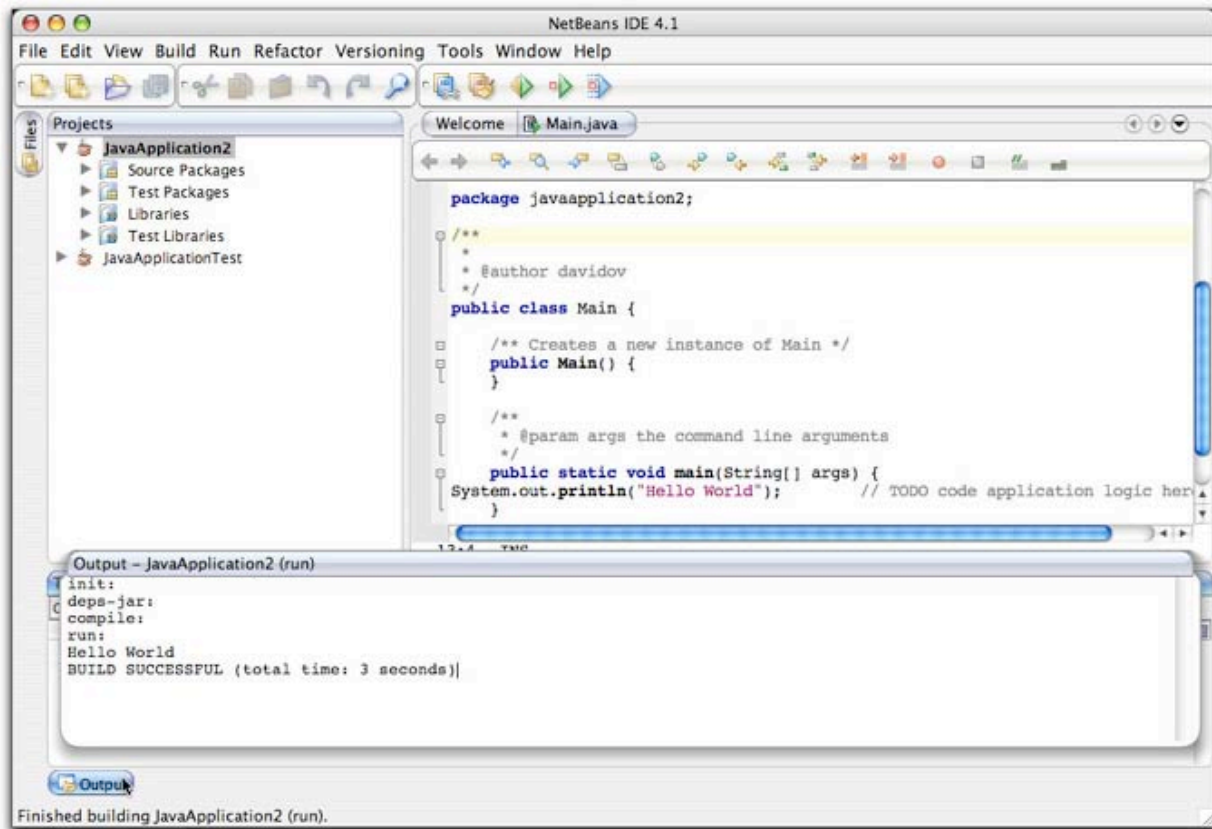 NetBeans IDE 4.1
File Edit View Build Run Refactor Versioning Tools Window Help
Files
Projects
JavaApplication2
Source Packages
Test Packages
Libraries
Test Libraries
JavaApplicationTest
Welcome Main.java
package javaapplication2;
/**
*
* @author davidov
*/
public class Main {
/** Creates a new instance of Main */
public Main() {
}
/**
* @param args the command line arguments
*/
public static void main(String[] args) {
System.out.println("Hello World"); // TODO code application logic her
}
Output - JavaApplication2 (run)
init:
deps-jar:
compile:
run:
Hello World
BUILD SUCCESSFUL (total time: 3 seconds)
Output
Finished building JavaApplication2 (run).